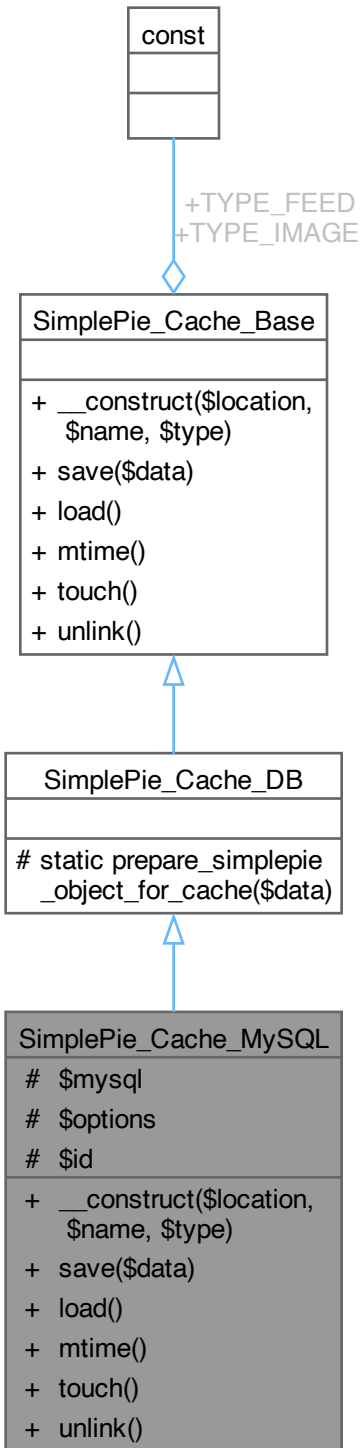 const
+TYPE_FEED
+TYPE_IMAGE
SimplePie_Cache_Base
+ __construct($location,
$name, $type)
+ save($data)
+ load()
+ mtime()
+ touch()
+ unlink()
SimplePie_Cache_DB
# static prepare_simplepie
_object_for_cache($data)
SimplePie_Cache_MySQL
# $mysql
# $options
# $id
+ __construct($location,
$name, $type)
+ save($data)
+ load()
+ mtime()
+ touch()
+ unlink()